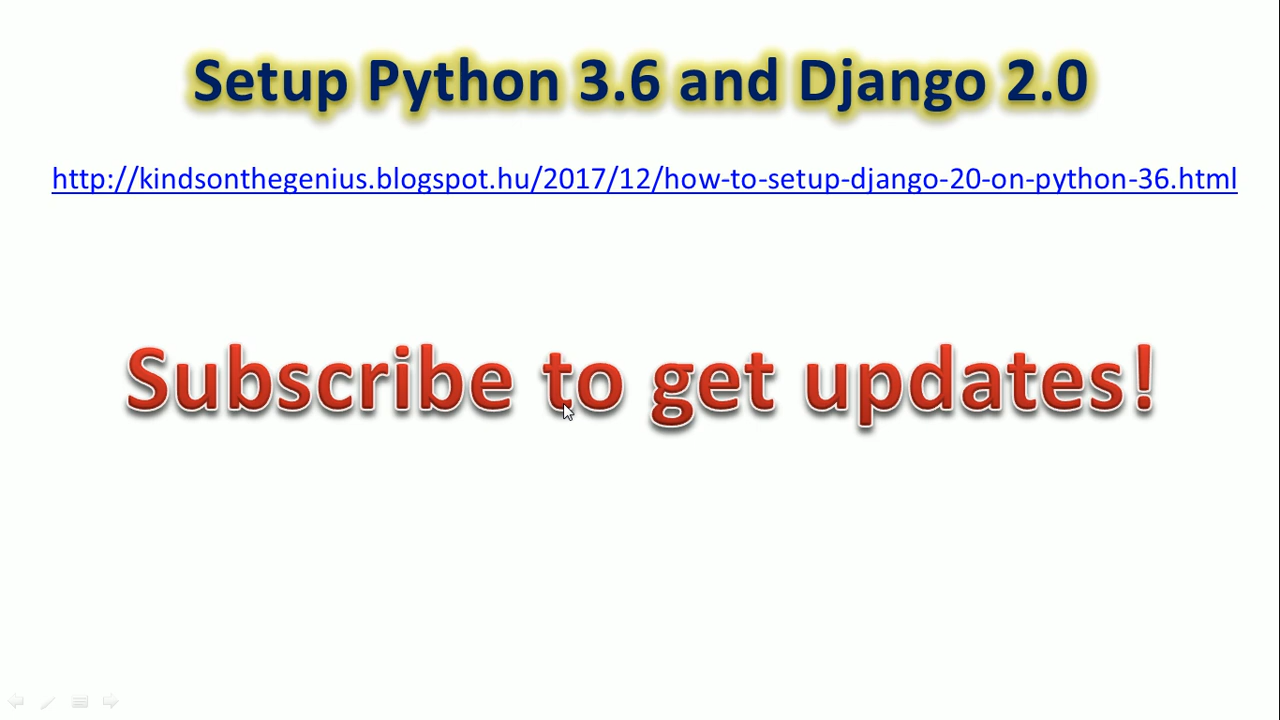 Setup Python 3.6 and Django 2.0
http://kindsonthegenius.blogspot.hu/2017/12/how-to-setup-django-20-on-python-36.html
Subscribe to get updates!